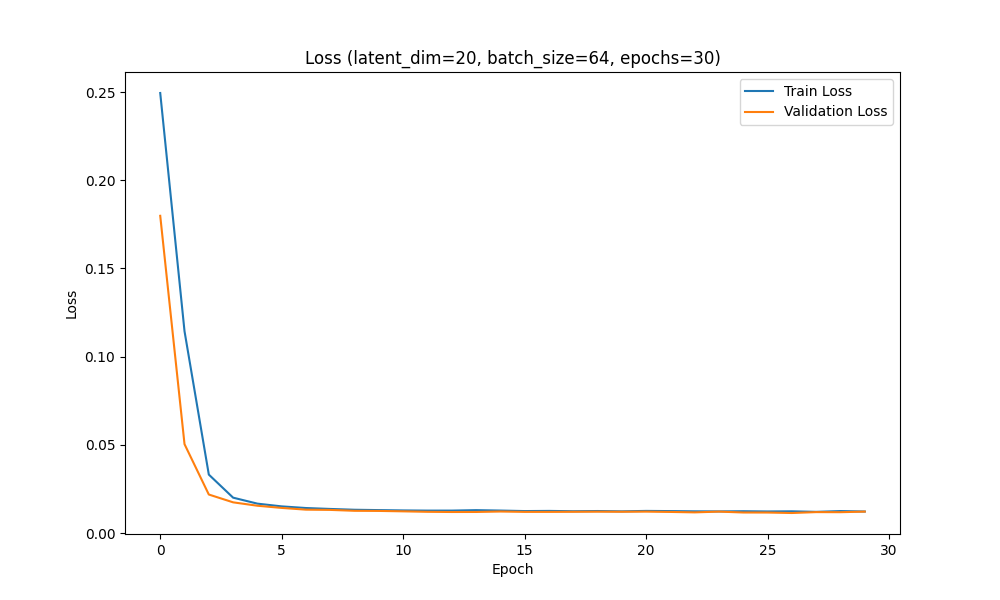 Loss (latent_dim=20, batch_size=64, epochs=30)
Train Loss
Validation Loss
Loss
0.25
0.20
0.15
0.10
0.05
0.00
0 5 10 15 20 25 30
Epoch